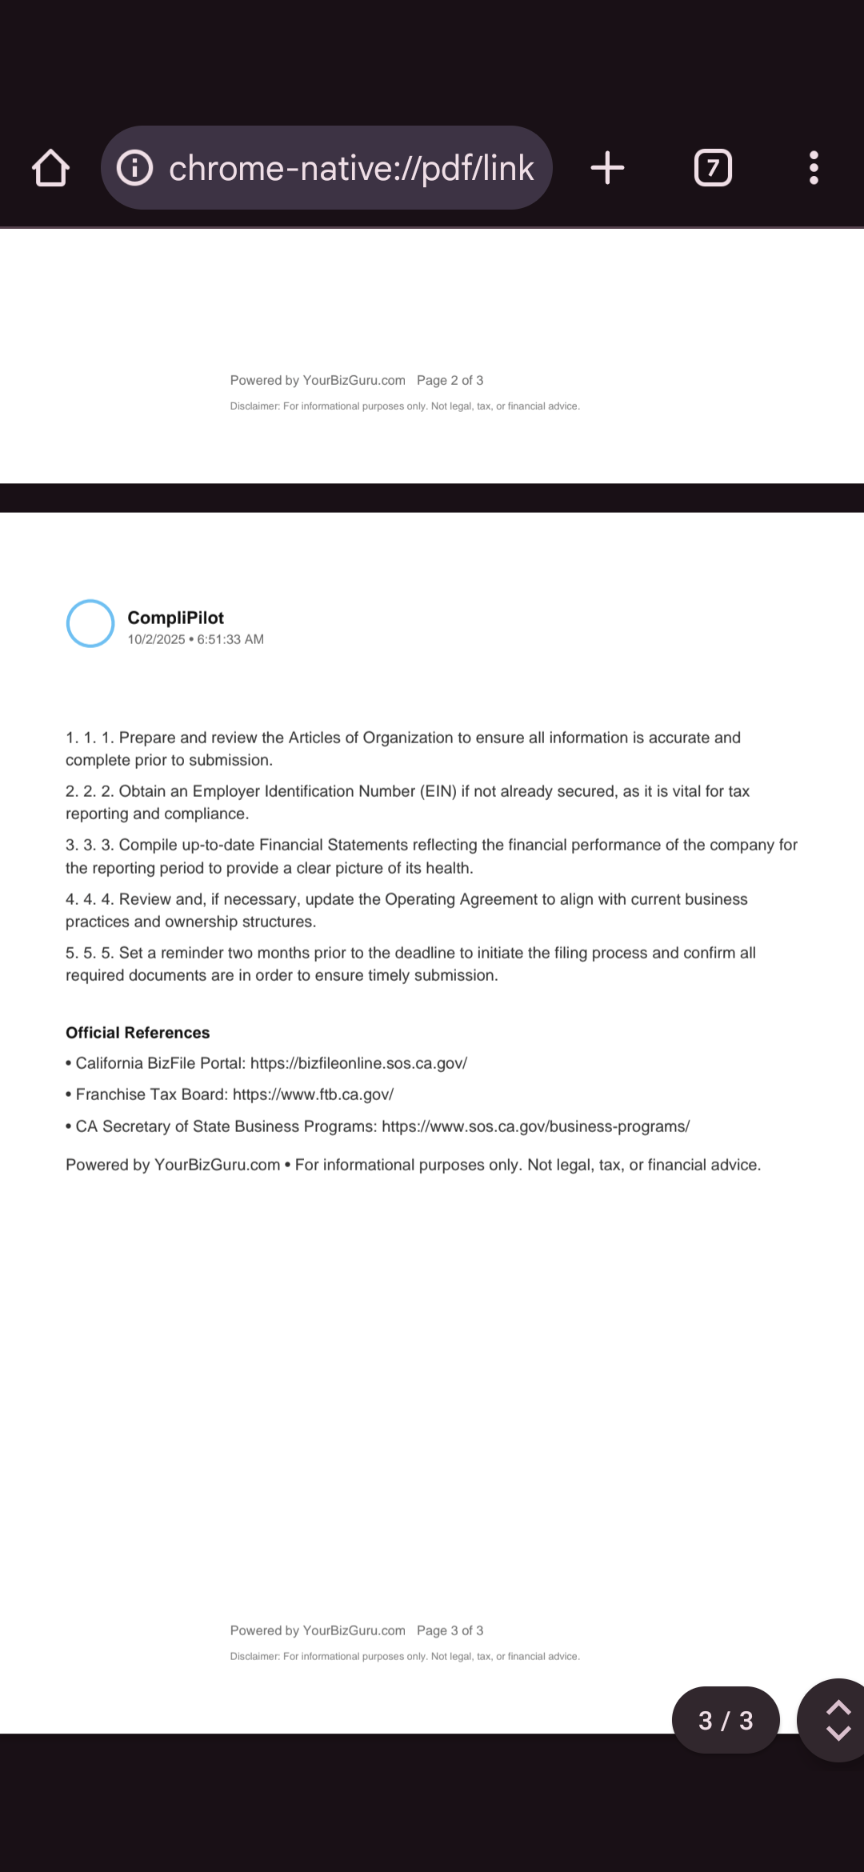 chrome-native://pdf/link
7
Powered by YourBizGuru.com Page 2 of 3
Disclaimer: For informational purposes only. Not legal, tax, or financial advice.
CompliPilot
10/2/2025 • 6:51:33 AM
1. 1. 1. Prepare and review the Articles of Organization to ensure all information is accurate and
complete prior to submission.
2. 2. 2. Obtain an Employer Identification Number (EIN) if not already secured, as it is vital for tax
reporting and compliance.
3. 3. 3. Compile up-to-date Financial Statements reflecting the financial performance of the company for
the reporting period to provide a clear picture of its health.
4. 4. 4. Review and, if necessary, update the Operating Agreement to align with current business
practices and ownership structures.
5. 5. 5. Set a reminder two months prior to the deadline to initiate the filing process and confirm all
required documents are in order to ensure timely submission.
Official References
• California BizFile Portal: https://bizfileonline.sos.ca.gov/
• Franchise Tax Board: https://www.ftb.ca.gov/
• CA Secretary of State Business Programs: https://www.sos.ca.gov/business-programs/
Powered by YourBizGuru.com • For informational purposes only. Not legal, tax, or financial advice.
Powered by YourBizGuru.com Page 3 of 3
Disclaimer: For informational purposes only. Not legal, tax, or financial advice.
3 / 3